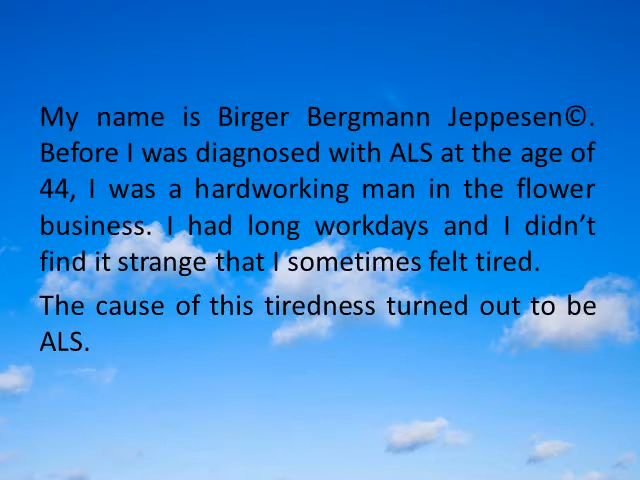 My name is Birger Bergmann Jeppesen©.
Before I was diagnosed with ALS at the age of
44, I was a hardworking man in the flower
business. I had long workdays and I didn’t
find it strange that I sometimes felt tired.
The cause of this tiredness turned out to be
ALS.